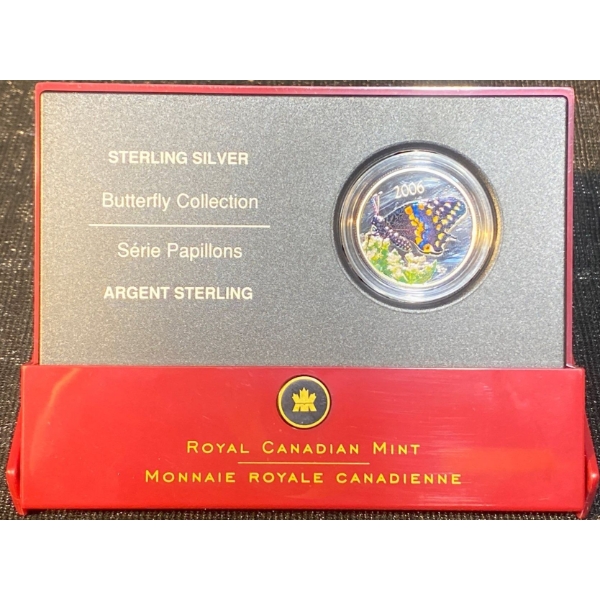 STERLING SILVER
Butterfly Collection
Série Papillons
ARGENT STERLING
2006
ROYAL CANADIAN MINT
MONNAIE ROYALE CANADIENNE